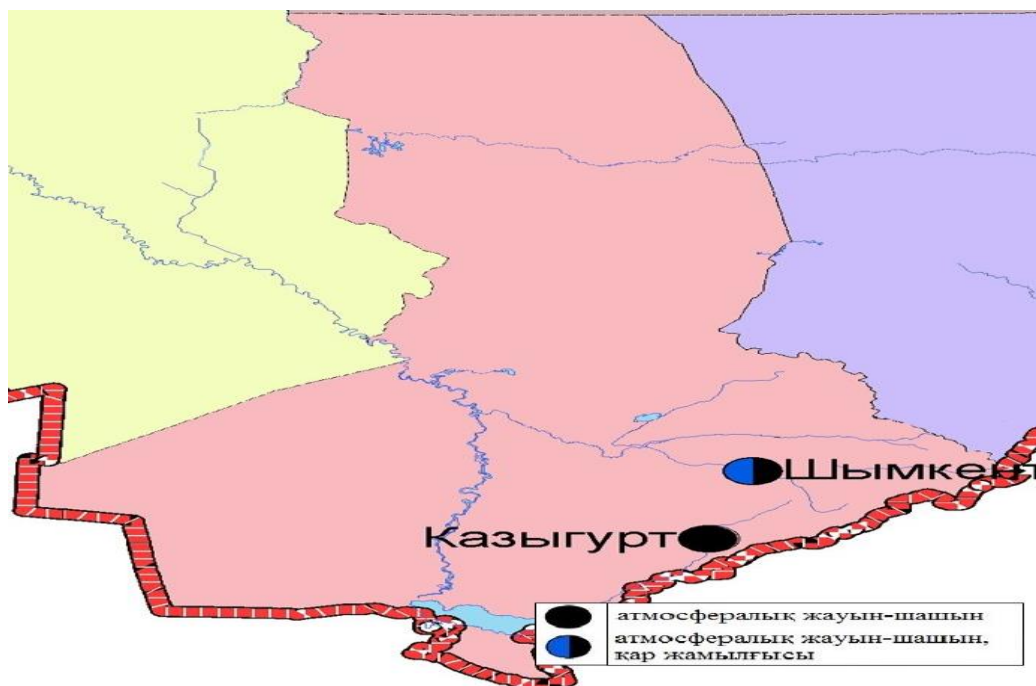 Шымкент
Казыгурт
атмосфералық жауын-шашын
атмосфералық жауын-шашын,
қар жамылғысы